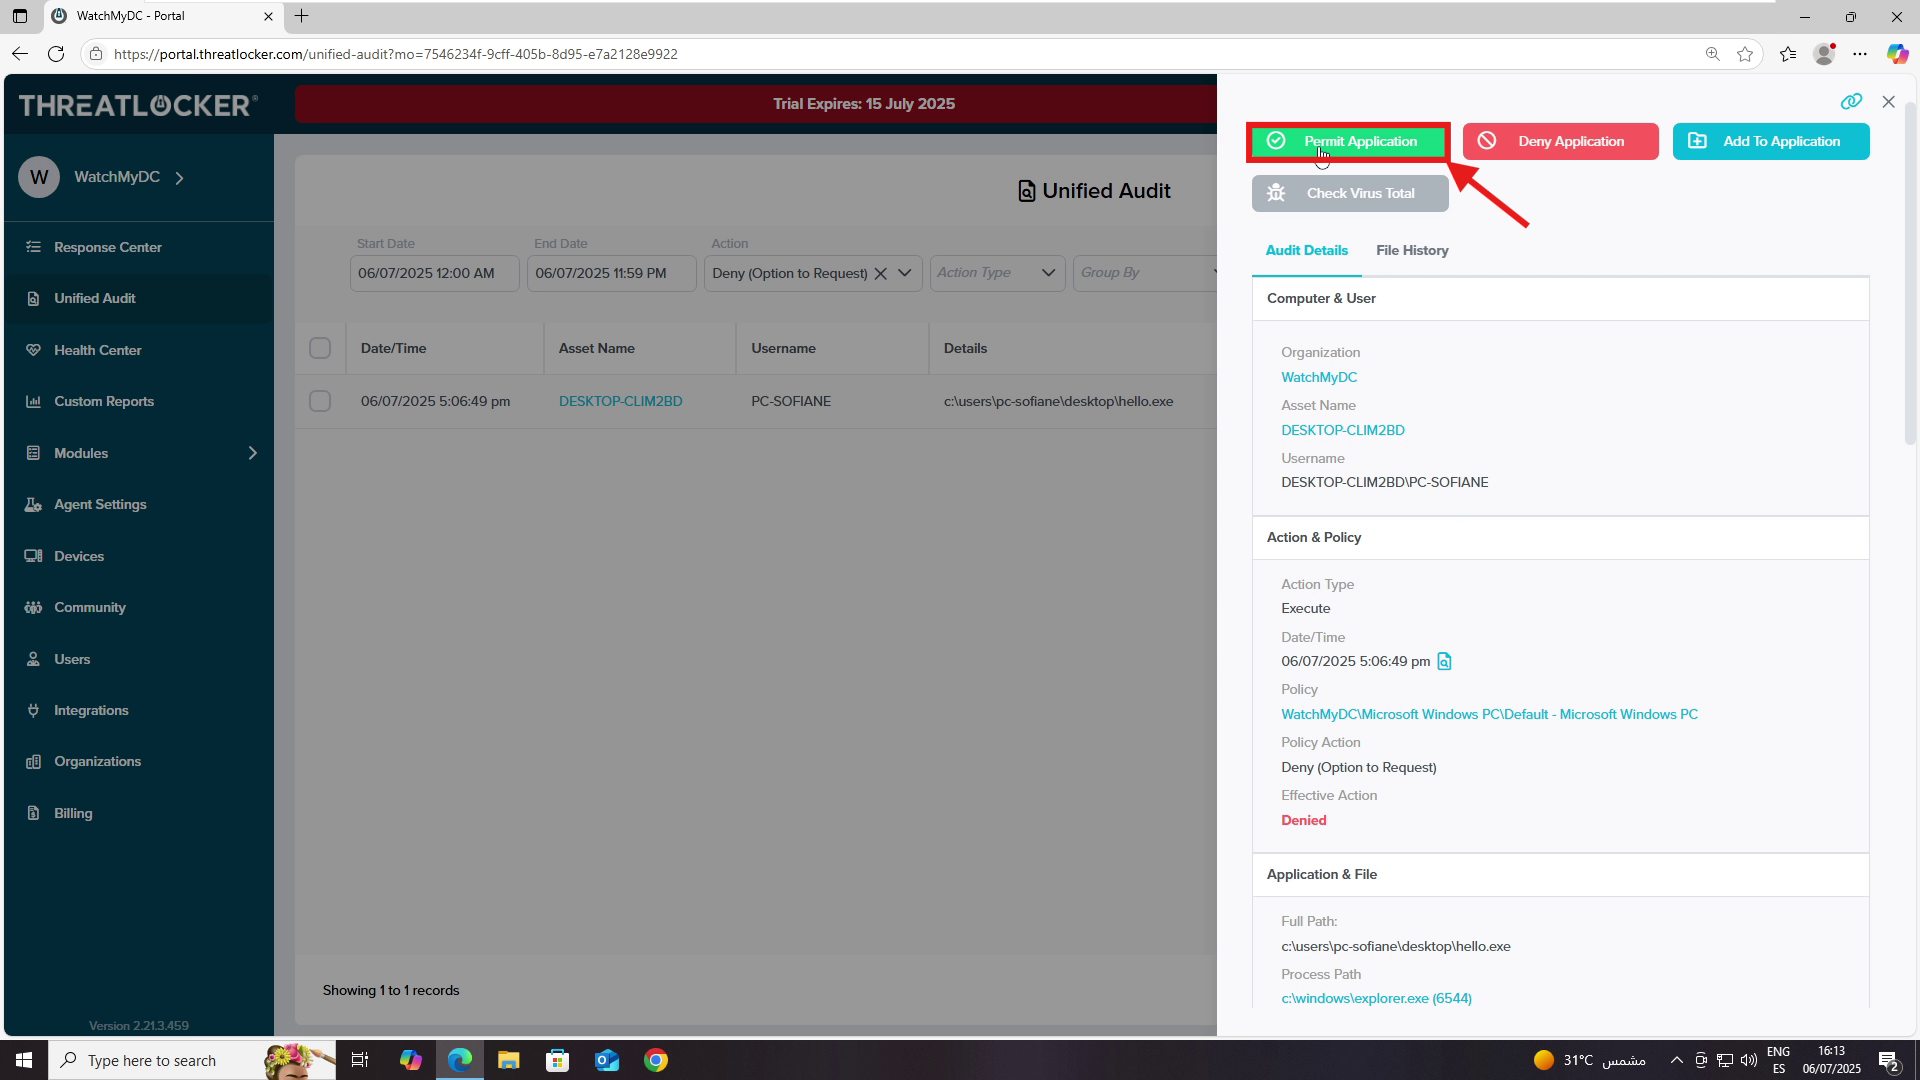 WatchMyDC - Portal
https://portal.threatlocker.com/unified-audit?mo=7546234f-9cff-405b-8d95-e7a2128e9922
THREATLOCKER®
Trial Expires: 15 July 2025
W WatchMyDC
Response Center
Unified Audit
Health Center
Custom Reports
Modules
Agent Settings
Devices
Community
Users
Integrations
Organizations
Billing
Version 2.21.3.459
Unified Audit
Start Date End Date Action
06/07/2025 12:00 AM 06/07/2025 11:59 PM Deny (Option to Request) Action Type Group By
Date/Time Asset Name Username Details
06/07/2025 5:06:49 pm DESKTOP-CLIM2BD PC-SOFIANE c:\users\pc-sofiane\desktop\hello.exe
Showing 1 to 1 records
Permit Application Deny Application Add To Application
Check Virus Total
Audit Details File History
Computer & User
Organization
WatchMyDC
Asset Name
DESKTOP-CLIM2BD
Username
DESKTOP-CLIM2BD\PC-SOFIANE
Action & Policy
Action Type
Execute
Date/Time
06/07/2025 5:06:49 pm
Policy
WatchMyDC\Microsoft Windows PC\Default - Microsoft Windows PC
Policy Action
Deny (Option to Request)
Effective Action
Denied
Application & File
Full Path:
c:\users\pc-sofiane\desktop\hello.exe
Process Path
c:\windows\explorer.exe (6544)
Type here to search
31°C مشمس
ENG
ES
16:13
06/07/2025
2